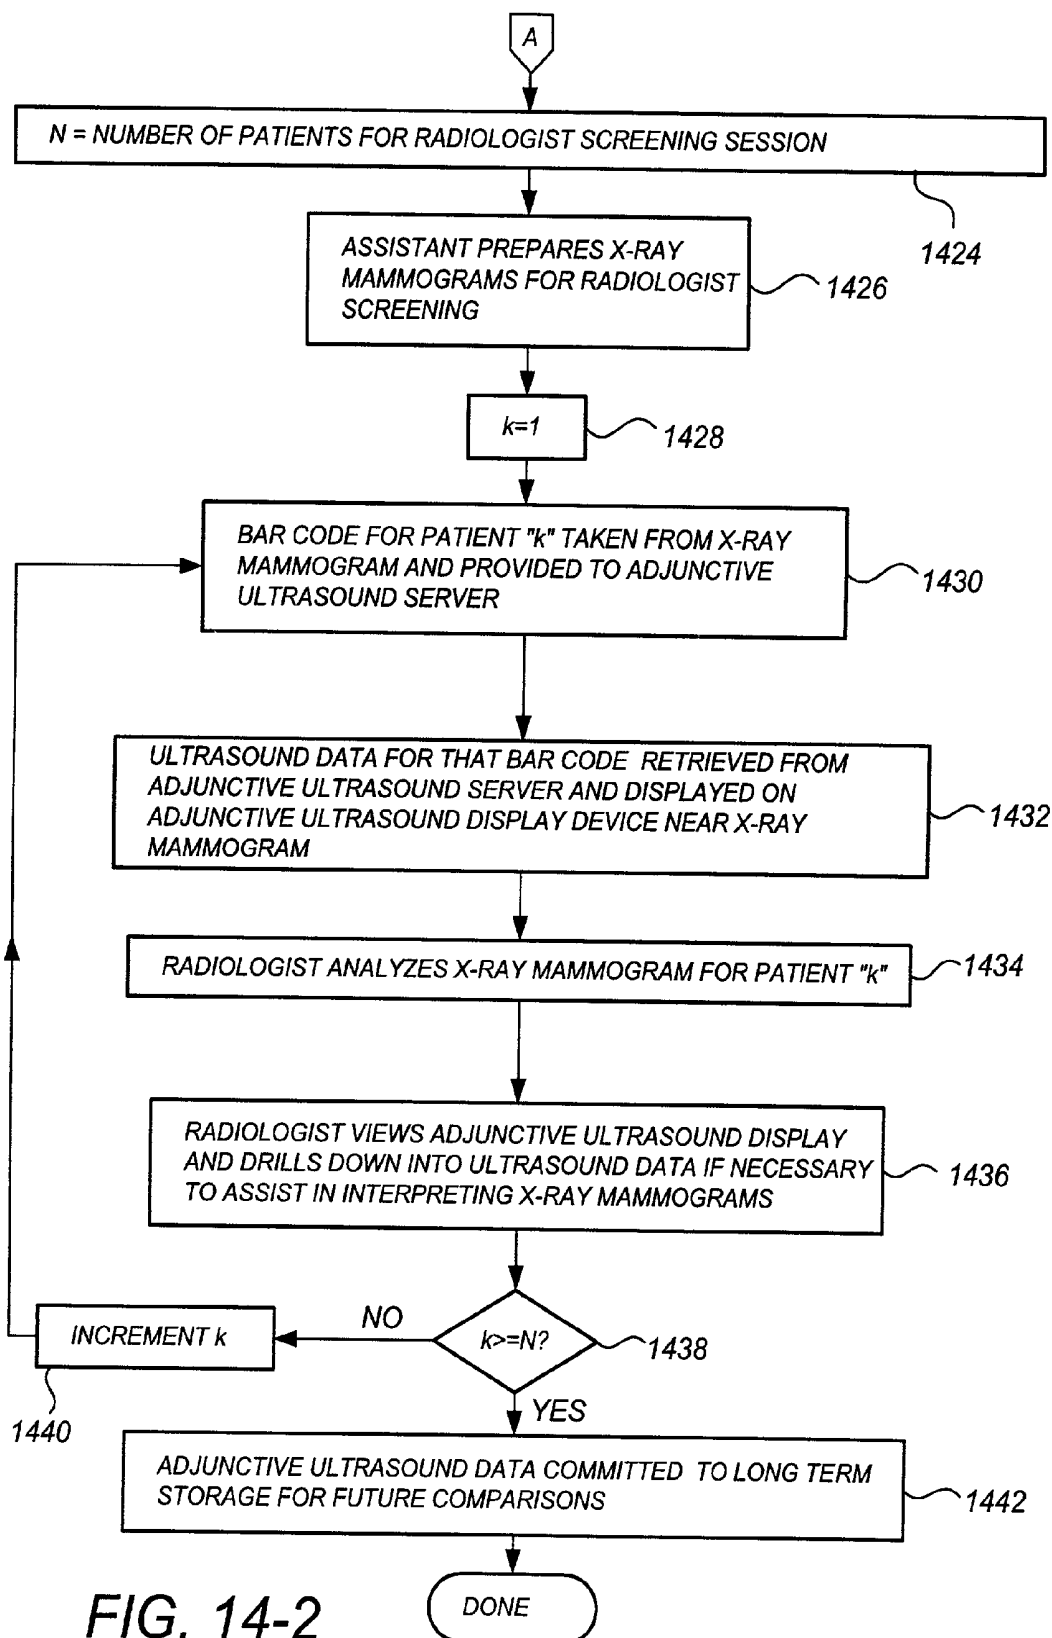 A
N = NUMBER OF PATIENTS FOR RADIOLOGIST SCREENING SESSION
1424
ASSISTANT PREPARES X-RAY
MAMMOGRAMS FOR RADIOLOGIST
SCREENING
1426
k=1
1428
BAR CODE FOR PATIENT "k" TAKEN FROM X-RAY
MAMMOGRAM AND PROVIDED TO ADJUNCTIVE
ULTRASOUND SERVER
1430
ULTRASOUND DATA FOR THAT BAR CODE RETRIEVED FROM
ADJUNCTIVE ULTRASOUND SERVER AND DISPLAYED ON
ADJUNCTIVE ULTRASOUND DISPLAY DEVICE NEAR X-RAY
MAMMOGRAM
1432
RADIOLOGIST ANALYZES X-RAY MAMMOGRAM FOR PATIENT "k"
1434
RADIOLOGIST VIEWS ADJUNCTIVE ULTRASOUND DISPLAY
AND DRILLS DOWN INTO ULTRASOUND DATA IF NECESSARY
TO ASSIST IN INTERPRETING X-RAY MAMMOGRAMS
1436
k>=N?
1438
NO
INCREMENT k
1440
YES
ADJUNCTIVE ULTRASOUND DATA COMMITTED TO LONG TERM
STORAGE FOR FUTURE COMPARISONS
1442
DONE
FIG. 14-2